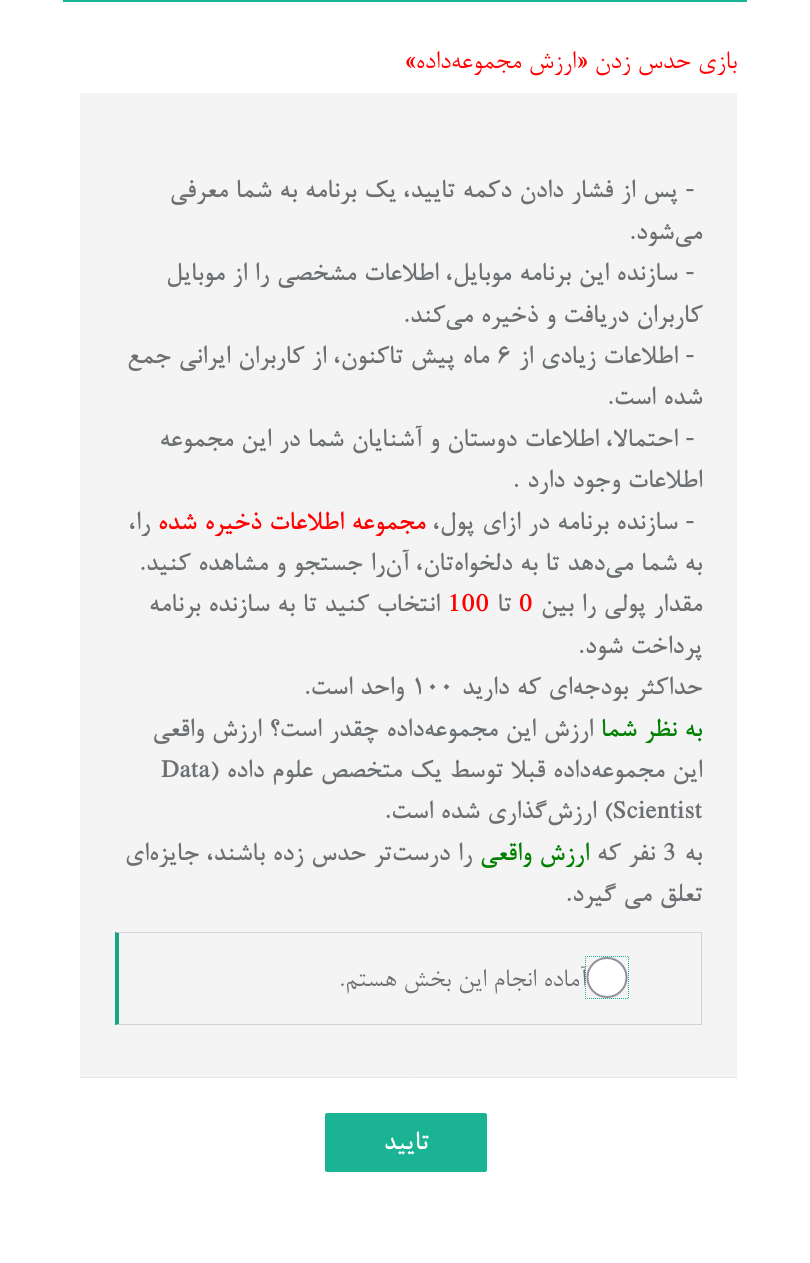 بازی حدس زدن «ارزش مجموعه‌داده»
- پس از فشار دادن دکمه تایید، یک برنامه به شما معرفی
می‌شود.
- سازنده این برنامه موبایل، اطلاعات مشخصی را از موبایل
کاربران دریافت و ذخیره می‌کند.
- اطلاعات زیادی از ۶ ماه پیش تاکنون، از کاربران ایرانی جمع
شده است.
- احتمالا، اطلاعات دوستان و آشنایان شما در این مجموعه
اطلاعات وجود دارد .
- سازنده برنامه در ازای پول، مجموعه اطلاعات ذخیره شده را،
به شما می‌دهد تا به دلخواه‌تان، آن‌را جستجو و مشاهده کنید.
مقدار پولی را بین 0 تا 100 انتخاب کنید تا به سازنده برنامه
پرداخت شود.
حداکثر بودجه‌ای که دارید ۱۰۰ واحد است.
به نظر شما ارزش این مجموعه‌داده چقدر است؟ ارزش واقعی
این مجموعه‌داده قبلا توسط یک متخصص علوم داده (Data
Scientist) ارزش‌گذاری شده است.
به 3 نفر که ارزش واقعی را درست‌تر حدس زده باشند، جایزه‌ای
تعلق می گیرد.
آماده انجام این بخش هستم.
تایید